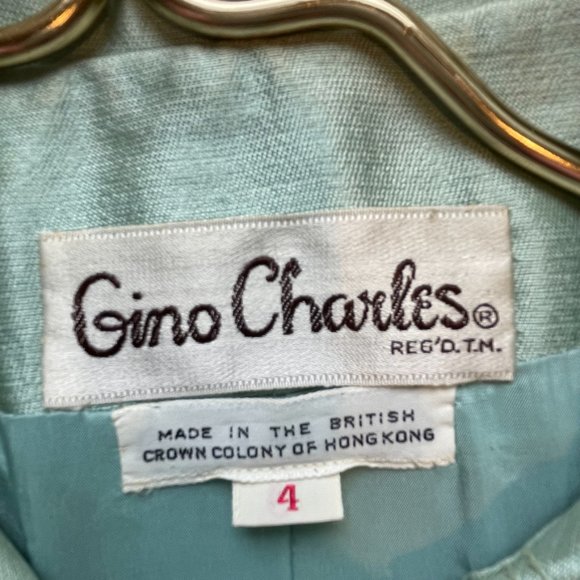 Gino Charles®
REG'D.T.M.
MADE IN THE BRITISH
CROWN COLONY OF HONGKONG
4